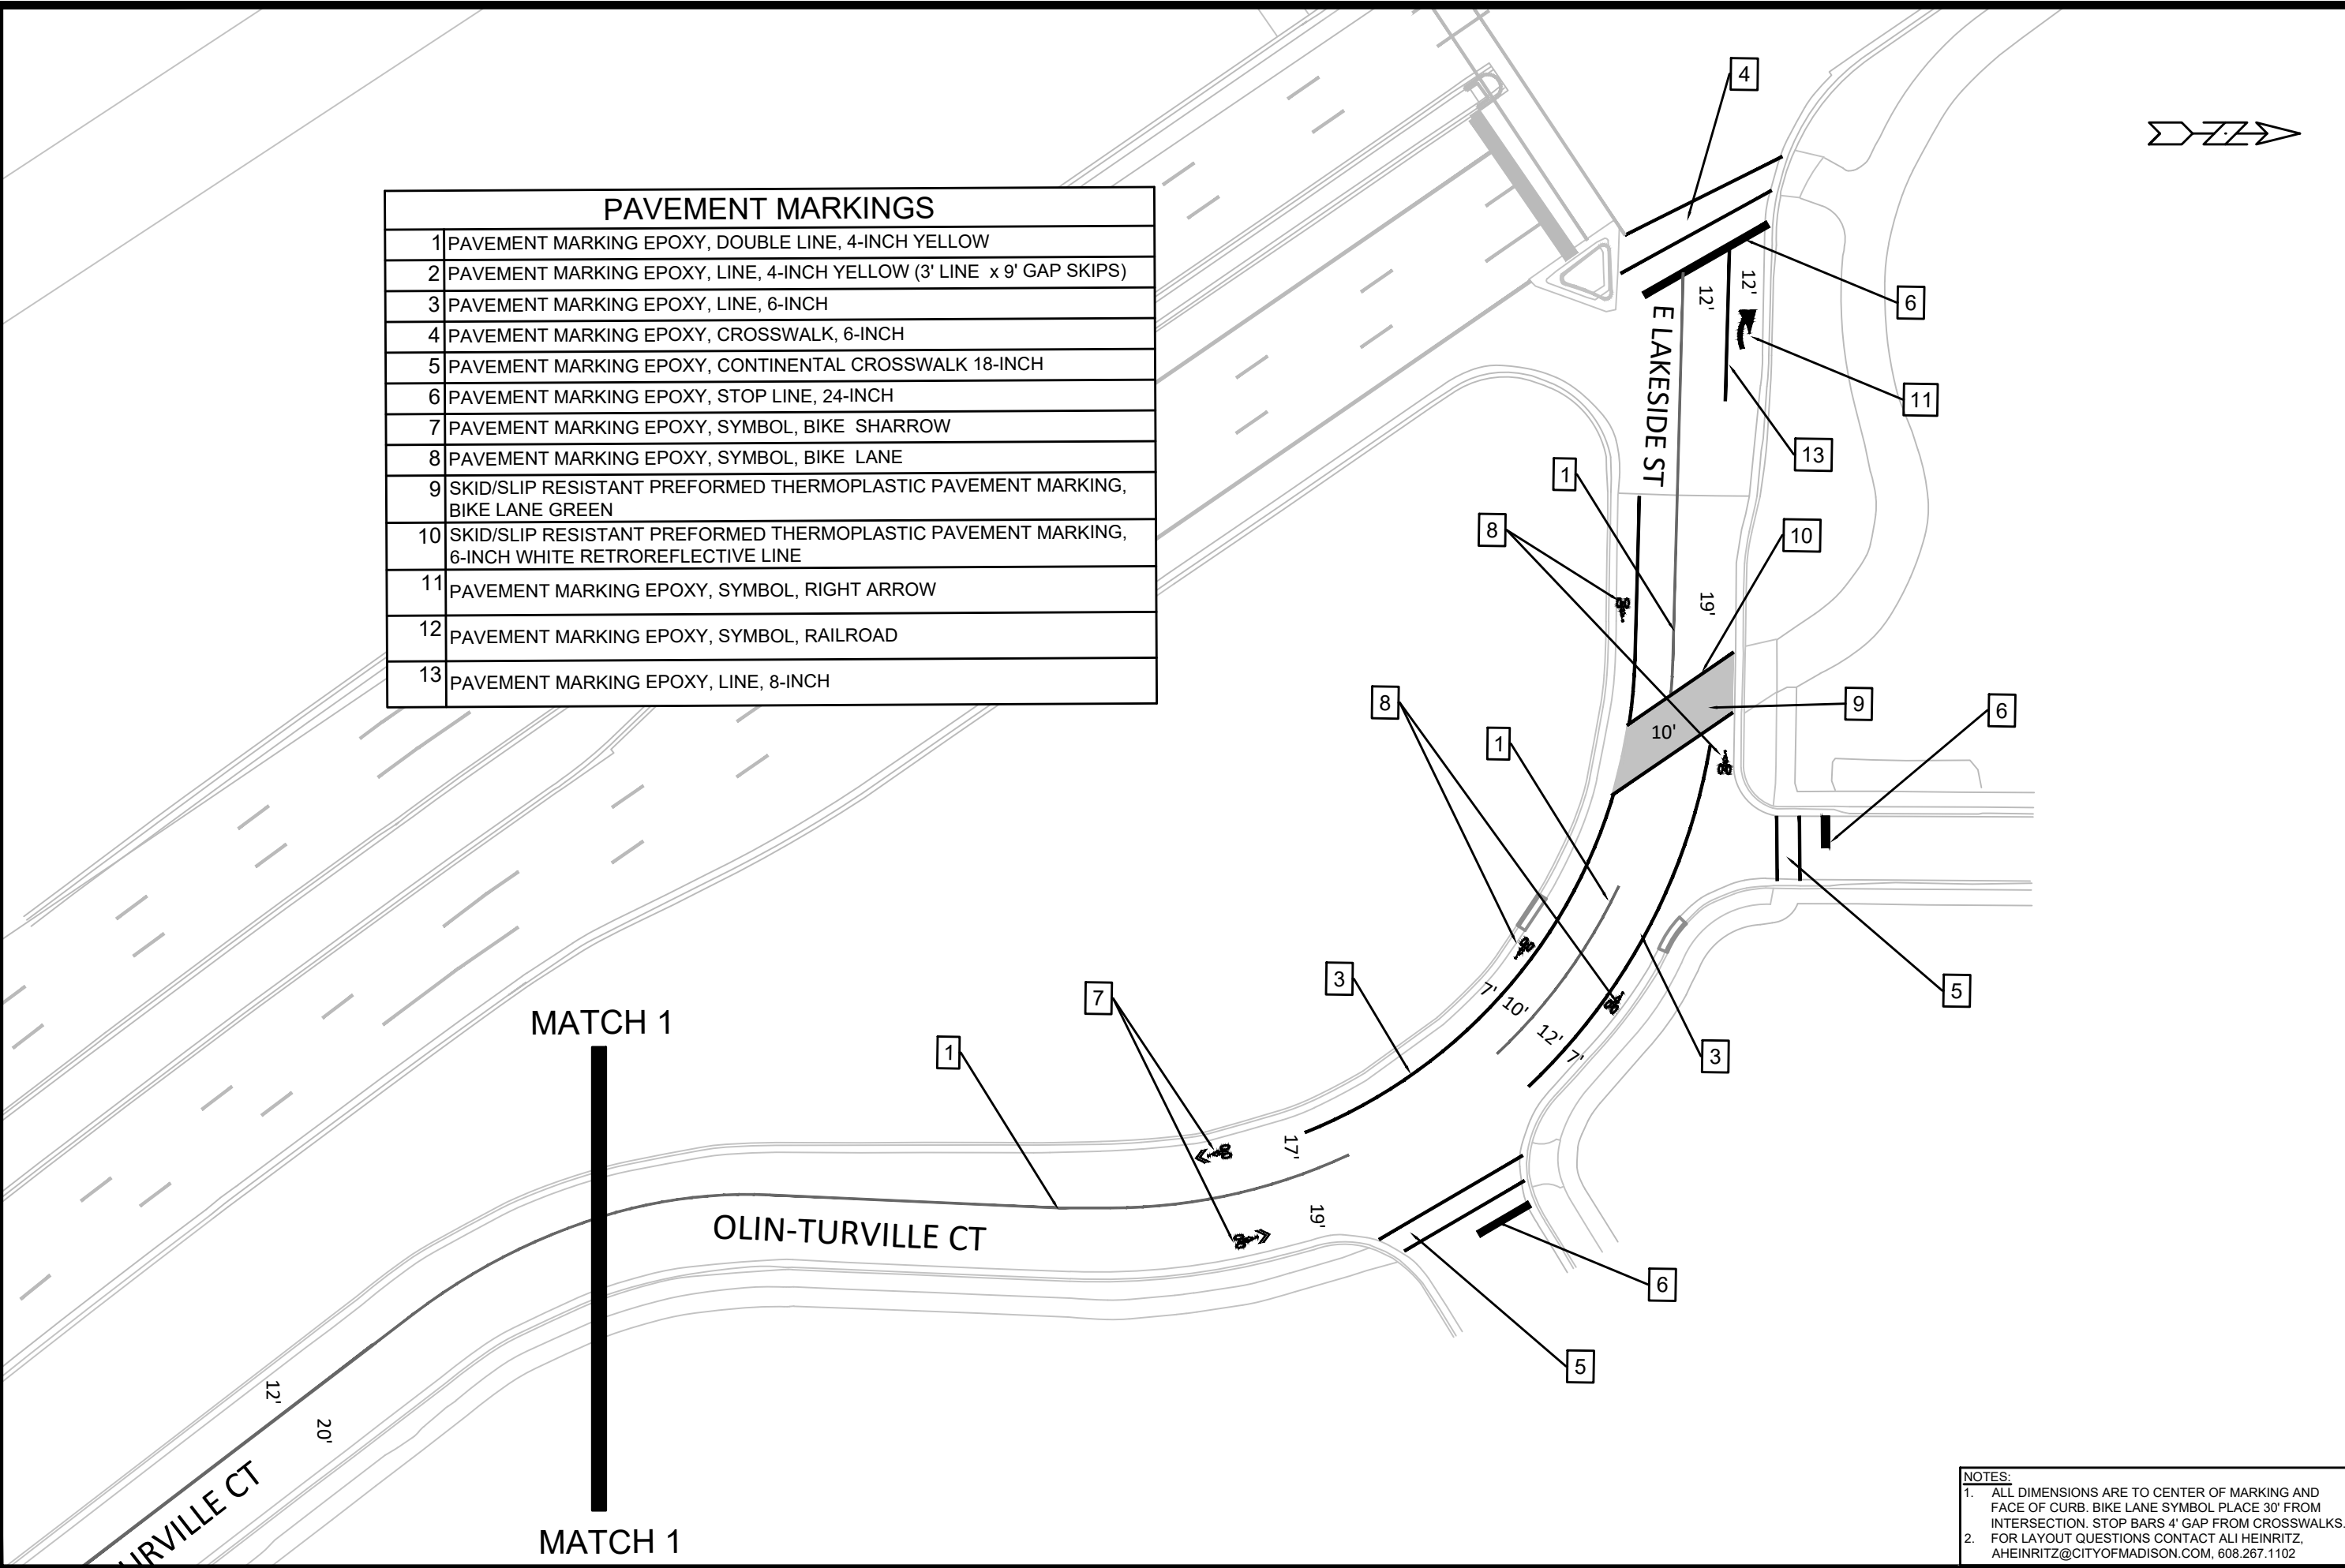 PAVEMENT MARKINGS
1 PAVEMENT MARKING EPOXY, DOUBLE LINE, 4-INCH YELLOW
2 PAVEMENT MARKING EPOXY, LINE, 4-INCH YELLOW (3' LINE x 9' GAP SKIPS)
3 PAVEMENT MARKING EPOXY, LINE, 6-INCH
4 PAVEMENT MARKING EPOXY, CROSSWALK, 6-INCH
5 PAVEMENT MARKING EPOXY, CONTINENTAL CROSSWALK 18-INCH
6 PAVEMENT MARKING EPOXY, STOP LINE, 24-INCH
7 PAVEMENT MARKING EPOXY, SYMBOL, BIKE SHARROW
8 PAVEMENT MARKING EPOXY, SYMBOL, BIKE LANE
9 SKID/SLIP RESISTANT PREFORMED THERMOPLASTIC PAVEMENT MARKING,
BIKE LANE GREEN
10 SKID/SLIP RESISTANT PREFORMED THERMOPLASTIC PAVEMENT MARKING,
6-INCH WHITE RETROREFLECTIVE LINE
11 PAVEMENT MARKING EPOXY, SYMBOL, RIGHT ARROW
12 PAVEMENT MARKING EPOXY, SYMBOL, RAILROAD
13 PAVEMENT MARKING EPOXY, LINE, 8-INCH
4
N
12'
12'
6
E LAKESIDE ST
11
13
1
8
10
19'
8
9
6
10'
1
3
7
5
7'
10'
12'
7'
MATCH 1
1
3
17'
OLIN-TURVILLE CT
19'
6
5
12'
20'
URVILLE CT
MATCH 1
NOTES:
1. ALL DIMENSIONS ARE TO CENTER OF MARKING AND
FACE OF CURB. BIKE LANE SYMBOL PLACE 30' FROM
INTERSECTION. STOP BARS 4' GAP FROM CROSSWALKS.
2. FOR LAYOUT QUESTIONS CONTACT ALI HEINRITZ,
AHEINRITZ@CITYOFMADISON.COM, 608.267.1102